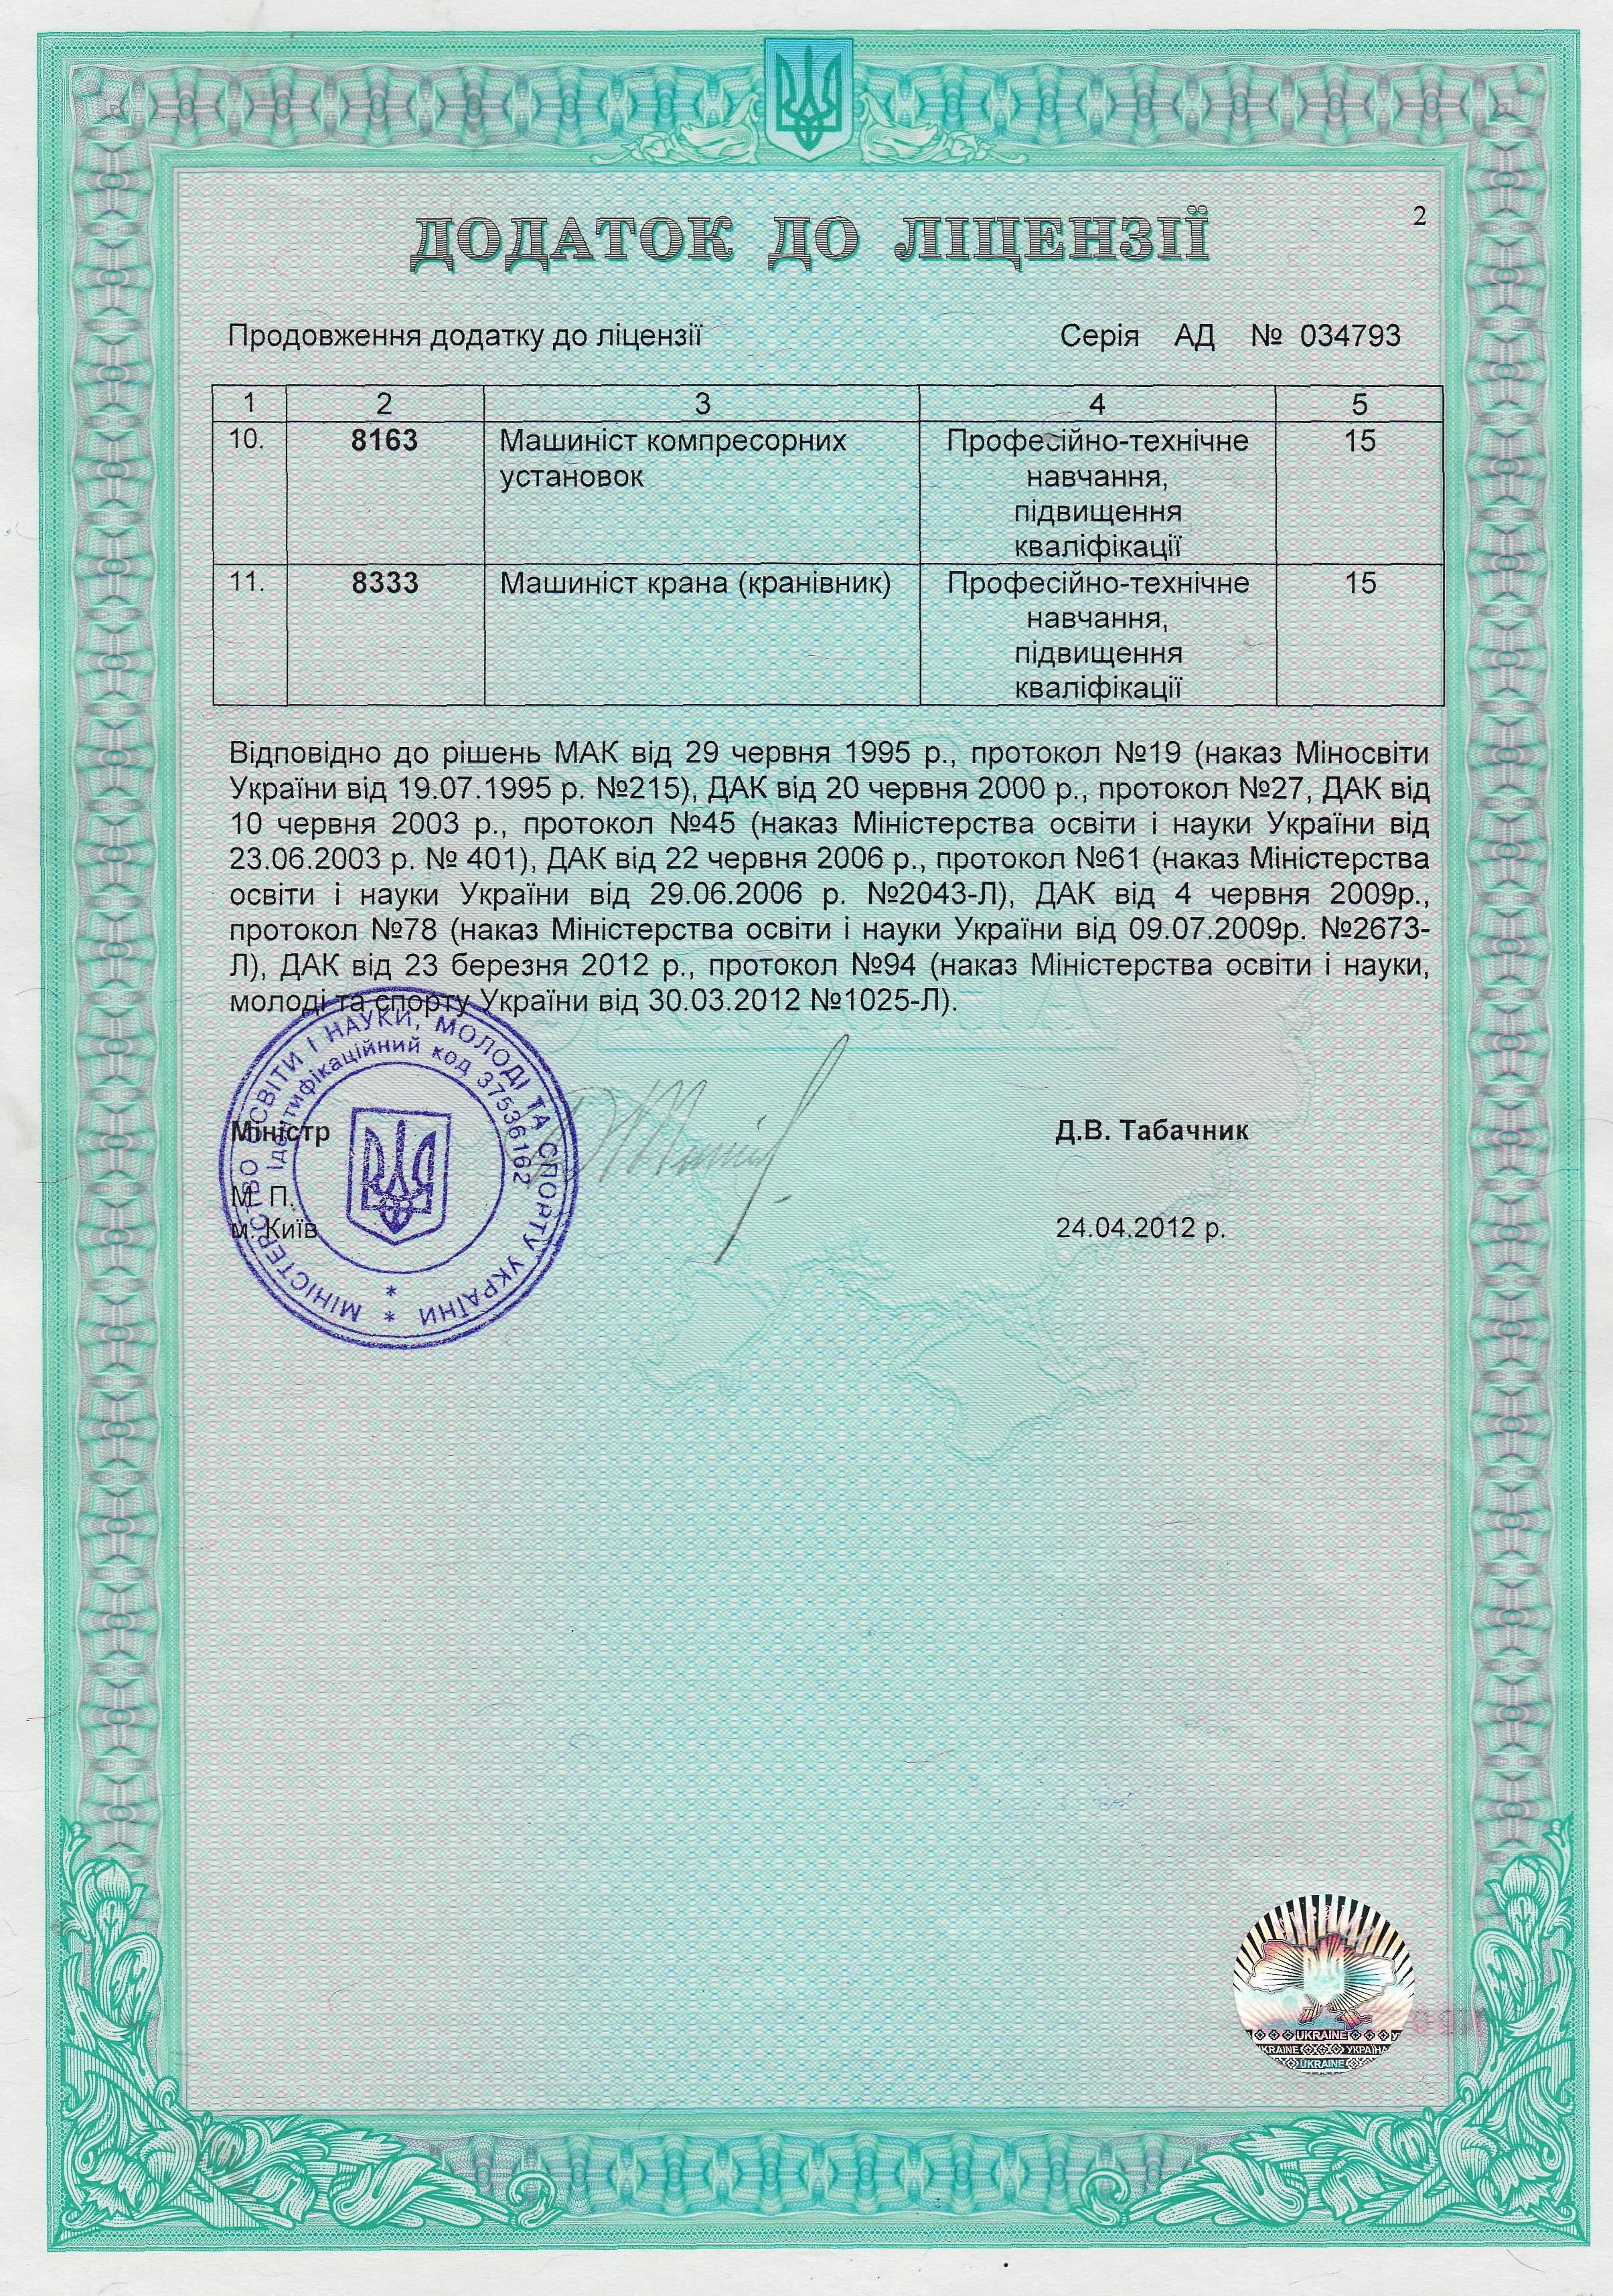 2
ДОДАТОК ДО ЛІЦЕНЗІЇ
Продовження додатку до ліцензії Серія АД № 034793
1 2 3 4 5
10. 8163 Машиніст компресорних Професійно-технічне 15
установок навчання,
підвищення
кваліфікації
11. 8333 Машиніст крана (кранівник) Професійно-технічне 15
навчання,
підвищення
кваліфікації
Відповідно до рішень МАК від 29 червня 1995 р., протокол №19 (наказ Міносвіти
України від 19.07.1995 р. №215), ДАК від 20 червня 2000 р., протокол №27, ДАК від
10 червня 2003 р., протокол №45 (наказ Міністерства освіти і науки України від
23.06.2003 р. № 401), ДАК від 22 червня 2006 р., протокол №61 (наказ Міністерства
освіти і науки України від 29.06.2006 р. №2043-Л), ДАК від 4 червня 2009р.,
протокол №78 (наказ Міністерства освіти і науки України від 09.07.2009р. №2673-
Л), ДАК від 23 березня 2012 р., протокол №94 (наказ Міністерства освіти і науки,
молоді та спорту України від 30.03.2012 №1025-Л).
Міністр Д.В. Табачник
М. П.
м. Київ 24.04.2012 р.
МІНІСТЕРСТВО ОСВІТИ І НАУКИ, МОЛОДІ ТА СПОРТУ УКРАЇНИ *
Ідентифікаційний код 37536162 *
UKRAINE У
KRAINE УКРАЇНА
UKRAINE